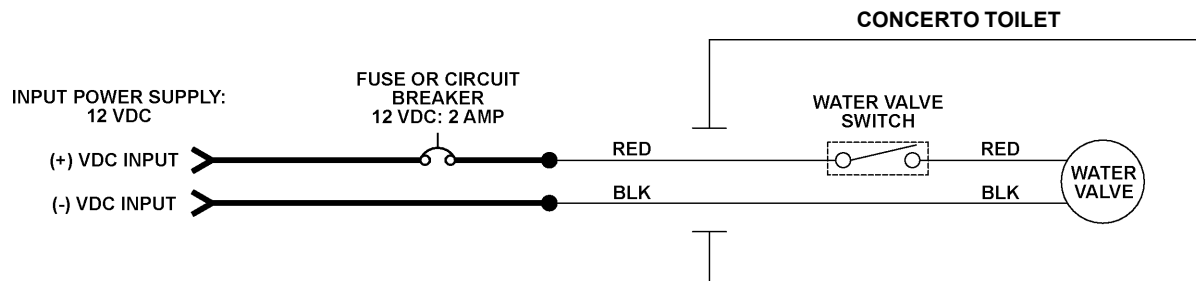 CONCERTO TOILET
INPUT POWER SUPPLY:
12 VDC
FUSE OR CIRCUIT
BREAKER
12 VDC: 2 AMP
WATER VALVE
SWITCH
(+) VDC INPUT
RED
RED
(-) VDC INPUT
BLK
BLK
WATER
VALVE